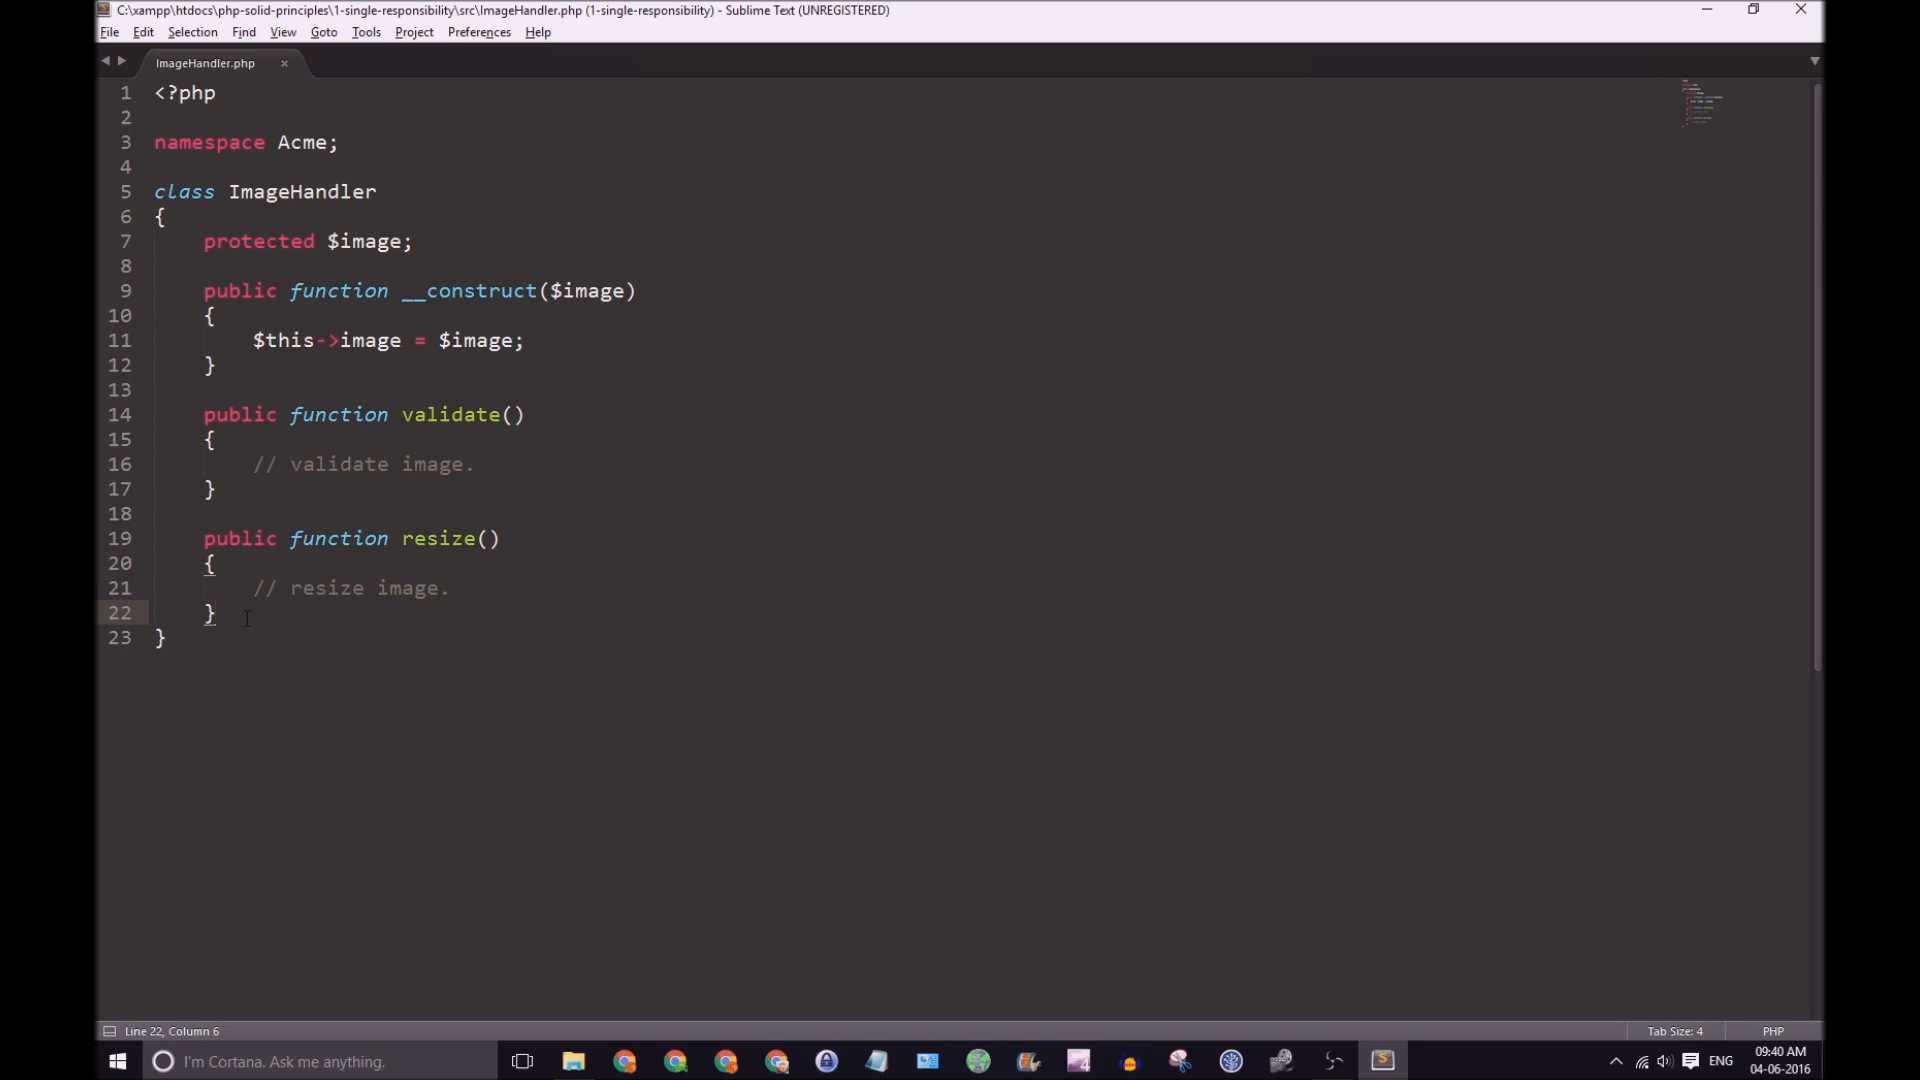 C:\xampp\htdocs\php-solid-principles\1-single-responsibility\src\ImageHandler.php (1-single-responsibility) - Sublime Text (UNREGISTERED)
File Edit Selection Find View Goto Tools Project Preferences Help
ImageHandler.php
1 <?php
2
3 namespace Acme;
4
5 class ImageHandler
6 {
7 protected $image;
8
9 public function __construct($image)
10 {
11 $this->image = $image;
12 }
13
14 public function validate()
15 {
16 // validate image.
17 }
18
19 public function resize()
20 {
21 // resize image.
22 }
23 }
Line 22, Column 6 Tab Size: 4 PHP
I'm Cortana. Ask me anything. ENG 09:40 AM
04-06-2016